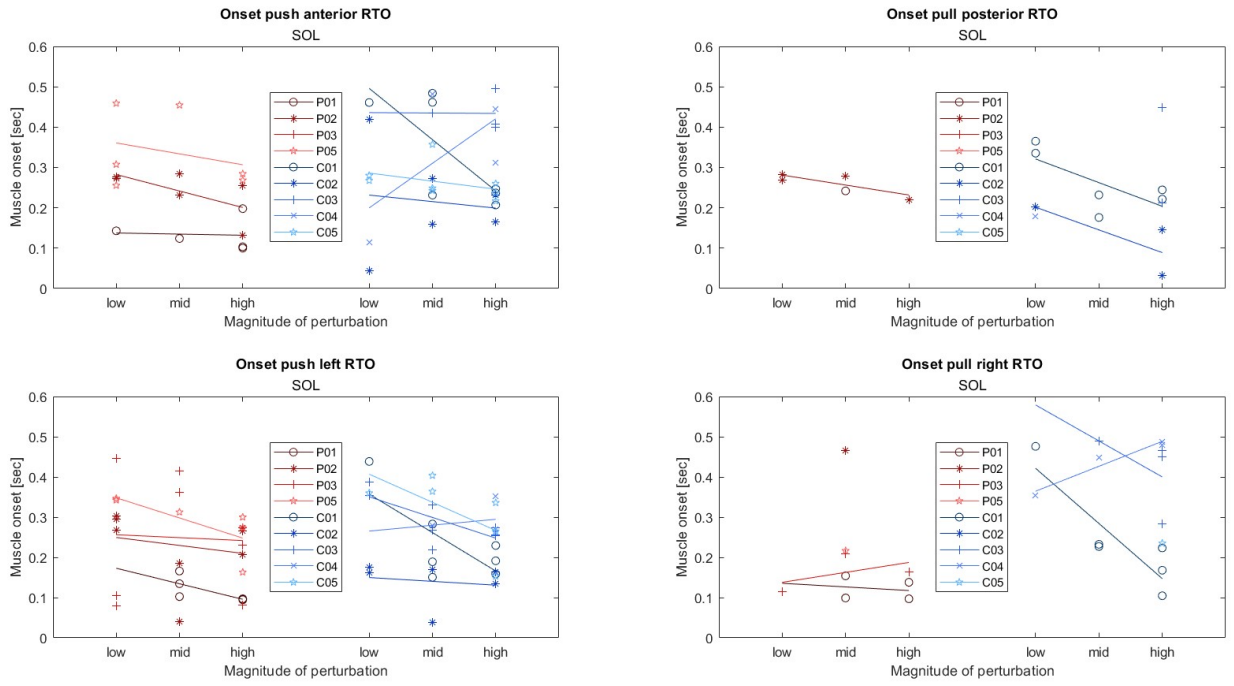 Onset push anterior RTO
SOL
0.6
0.5
0.4
0.3
0.2
0.1
0
Muscle onset [sec]
P01
P02
P03
P05
C01
C02
C03
C04
C05
low mid high low mid high
Magnitude of perturbation
Onset pull posterior RTO
SOL
0.6
0.5
0.4
0.3
0.2
0.1
0
Muscle onset [sec]
P01
P02
P03
P05
C01
C02
C03
C04
C05
low mid high low mid high
Magnitude of perturbation
Onset push left RTO
SOL
0.6
0.5
0.4
0.3
0.2
0.1
0
Muscle onset [sec]
P01
P02
P03
P05
C01
C02
C03
C04
C05
low mid high low mid high
Magnitude of perturbation
Onset pull right RTO
SOL
0.6
0.5
0.4
0.3
0.2
0.1
0
Muscle onset [sec]
P01
P02
P03
P05
C01
C02
C03
C04
C05
low mid high low mid high
Magnitude of perturbation